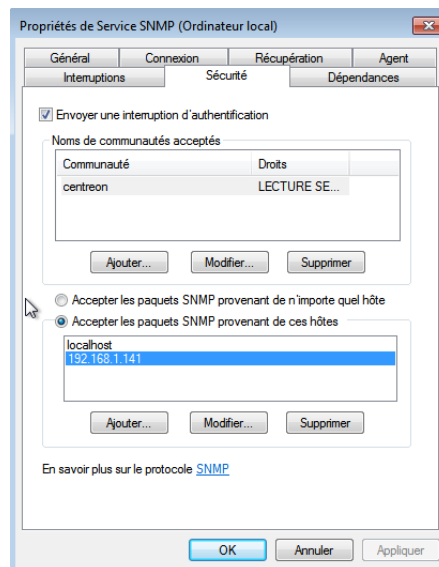 Propriétés de Service SNMP (Ordinateur local)
Général Connexion Récupération Agent
Interruptions Sécurité Dépendances
Envoyer une interruption d'authentification
Noms de communautés acceptés
Communauté Droits
centreon LECTURE SE...
Ajouter... Modifier... Supprimer
Accepter les paquets SNMP provenant de n'importe quel hôte
Accepter les paquets SNMP provenant de ces hôtes
localhost
192.168.1.141
Ajouter... Modifier... Supprimer
En savoir plus sur le protocole SNMP
OK Annuler Appliquer